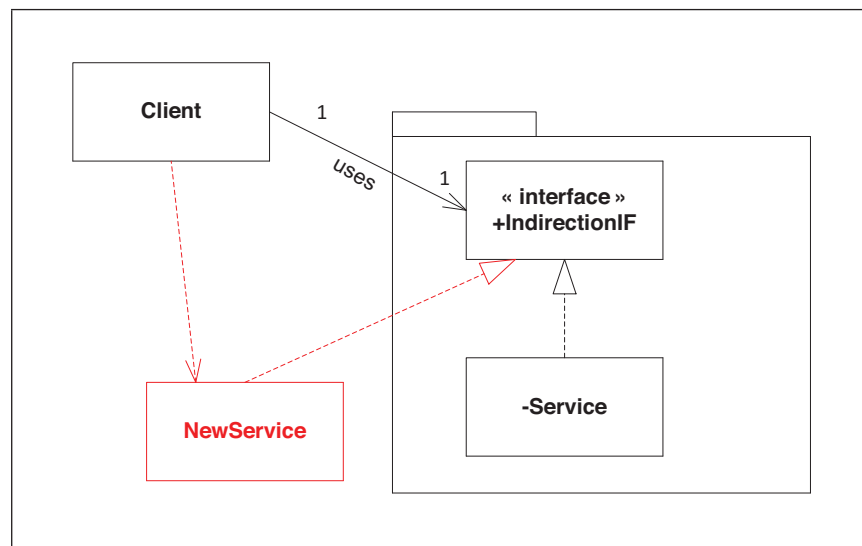 Client
1
uses
1
« interface »
+IndirectionIF
NewService
-Service